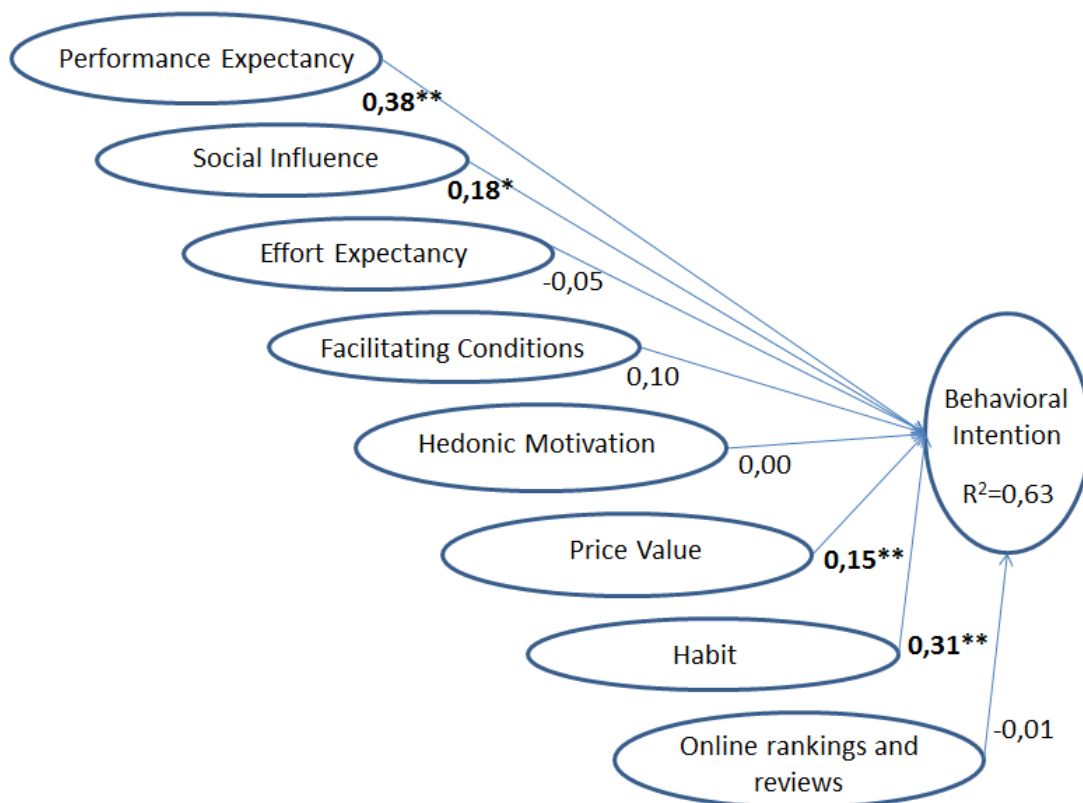 Performance Expectancy
0,38**
Social Influence
0,18*
Effort Expectancy
-0,05
Facilitating Conditions
0,10
Hedonic Motivation
0,00
Behavioral
Intention
R²=0,63
Price Value
0,15**
Habit
0,31**
Online rankings and
reviews
-0,01